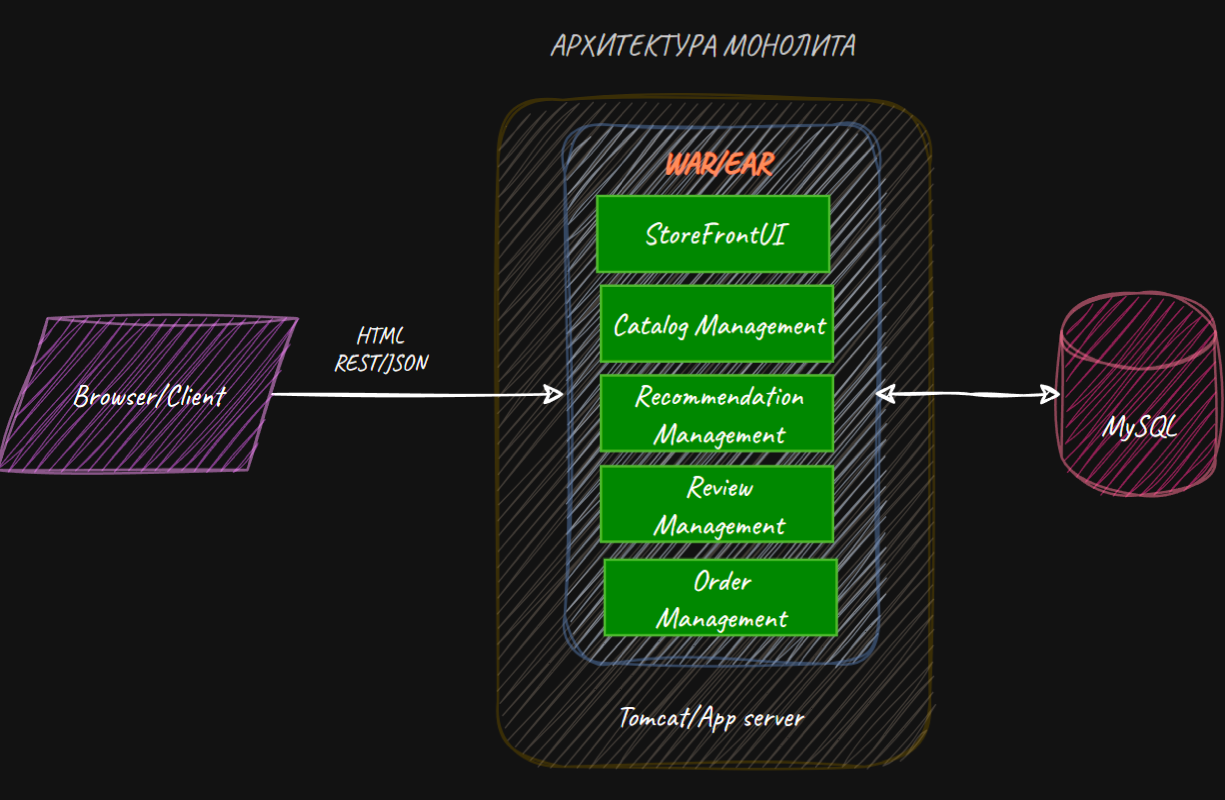 АРХИТЕКТУРА МОНОЛИТА
WAR/EAR
StoreFrontUI
Catalog Management
HTML
REST/JSON
Browser/Client
Recommendation
Management
MySQL
Review
Management
Order
Management
Tomcat/App server